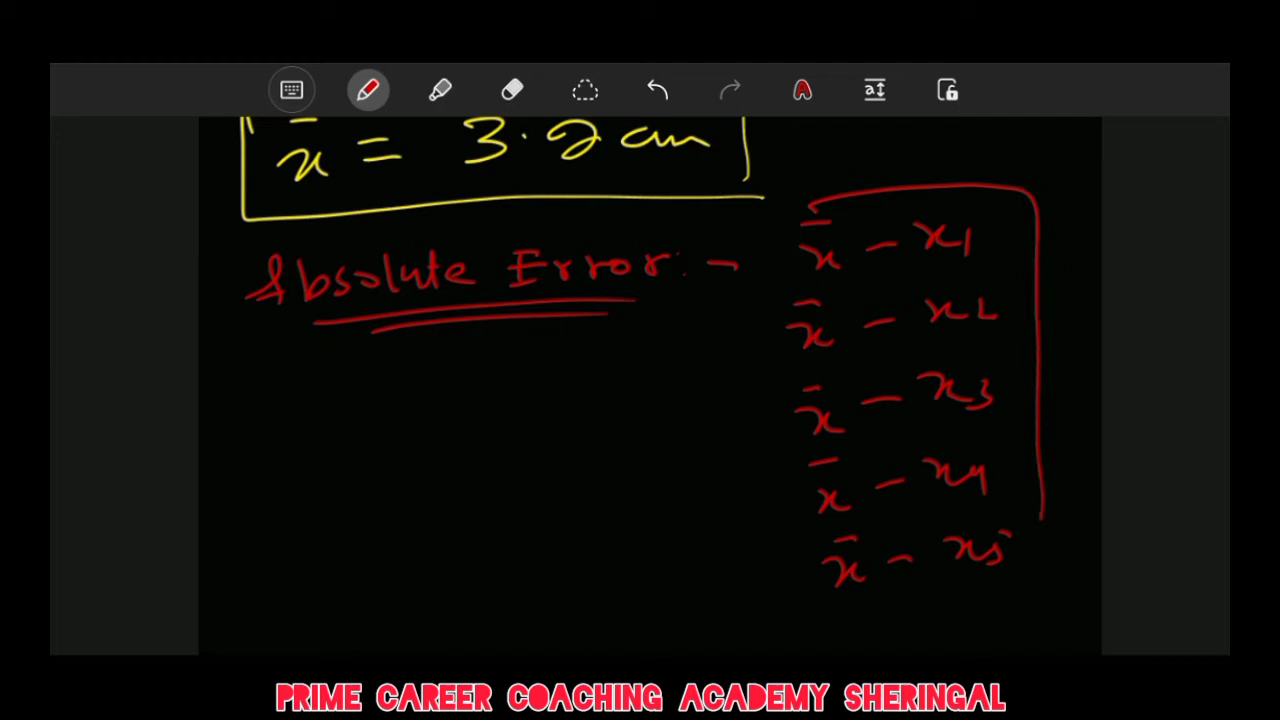 x̄ = 3.2 cm
Absolute Error:-
x̄ - x1
x̄ - x2
x̄ - x3
x̄ - x4
x̄ - x5
PRIME CAREER COACHING ACADEMY SHERINGAL